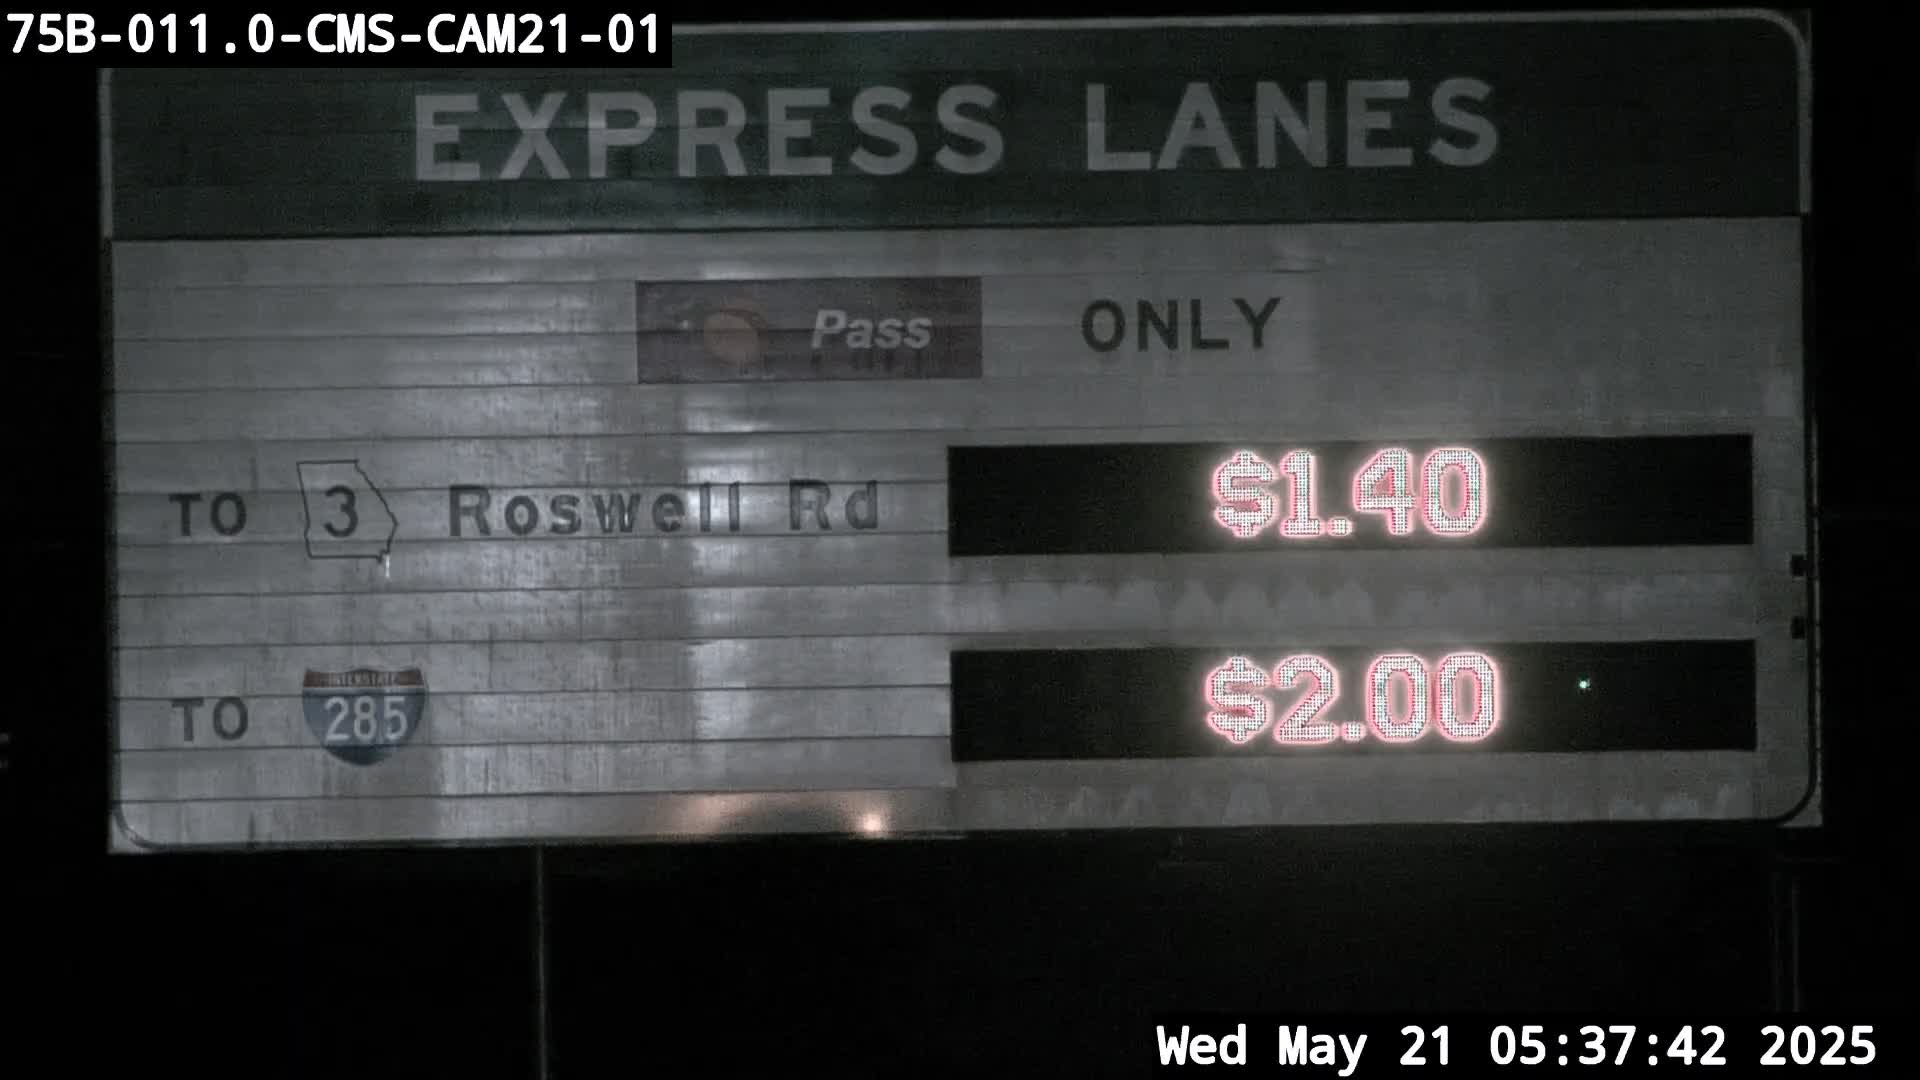 75B-011.0-CMS-CAM21-01
EXPRESS LANES
Pass ONLY
TO 3 Roswell Rd $1.40
INTERSTATE
TO 285 $2.00
Wed May 21 05:37:42 2025